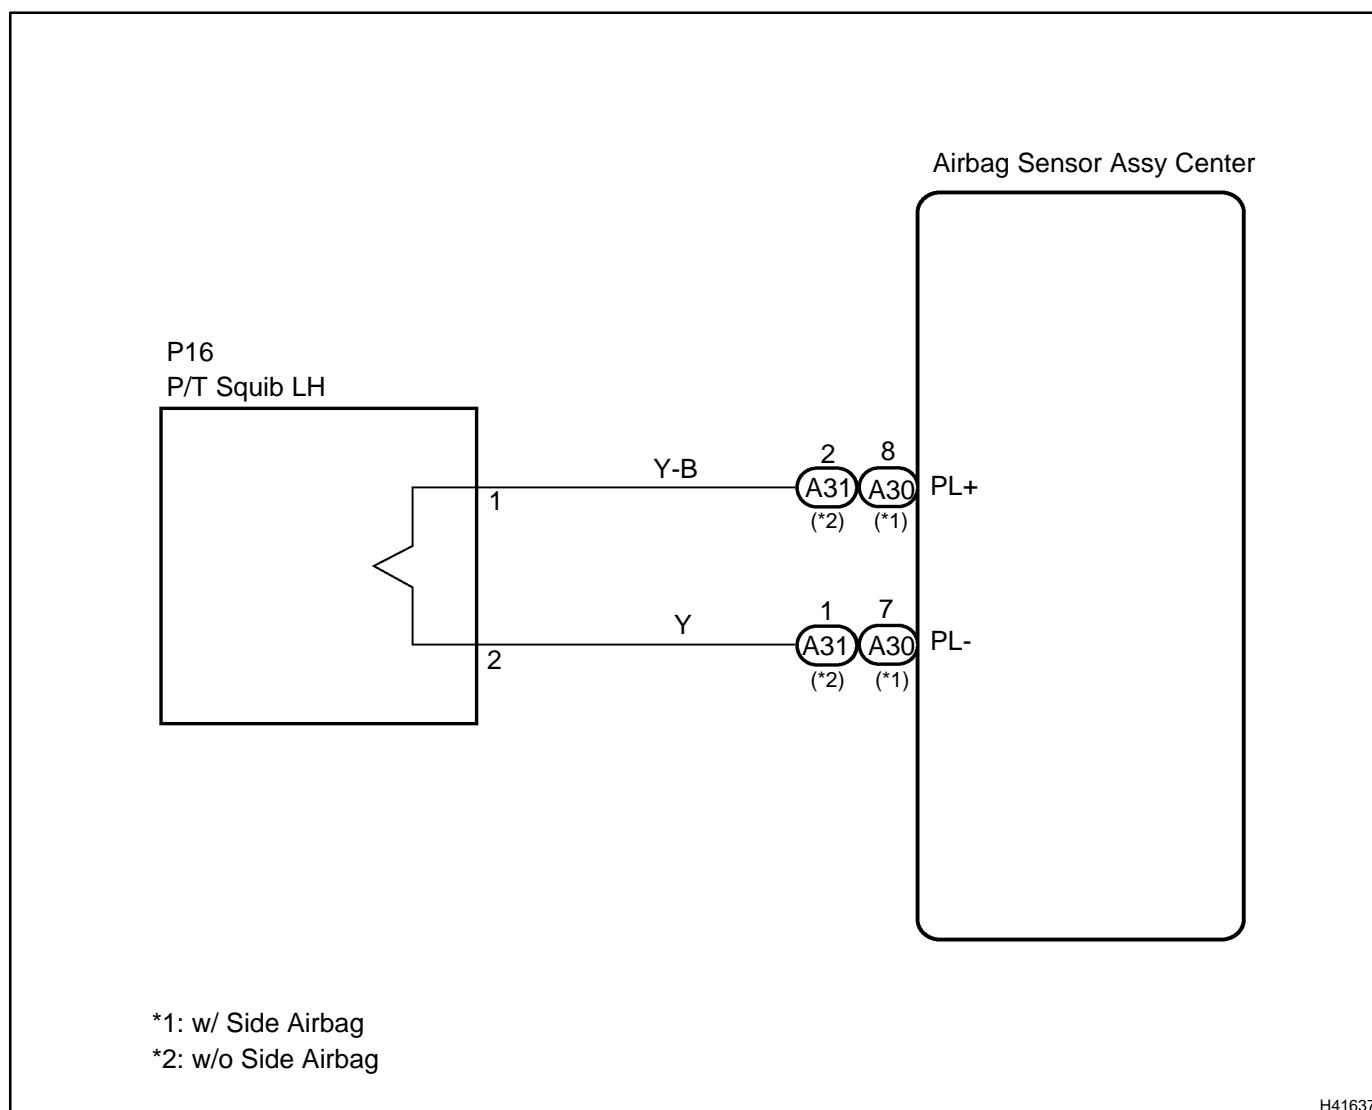 Airbag Sensor Assy Center
P16
P/T Squib LH
Y-B
1
2 8
A31 A30 PL+
(*2) (*1)
Y
2
1 7
A31 A30 PL-
(*2) (*1)
*1: w/ Side Airbag
*2: w/o Side Airbag
H41637